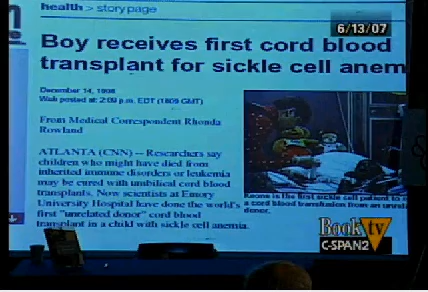 health > story page
6/13/07
Boy receives first cord blood
transplant for sickle cell anem
December 14, 1998
Web posted at: 2:09 p.m. EDT (1809 GMT)
From Medical Correspondent Rhonda
Rowland
ATLANTA (CNN) -- Researchers say
children who might have died from
inherited immune disorders or leukemia
may be cured with umbilical cord blood
transplants. Now scientists at Emory
University Hospital have done the world's
first "unrelated donor" cord blood
transplant in a child with sickle cell anemia.
Keone is the first sickle cell patient to
a cord blood transfusion from an unrel
donor.
Book tv
C-SPAN2